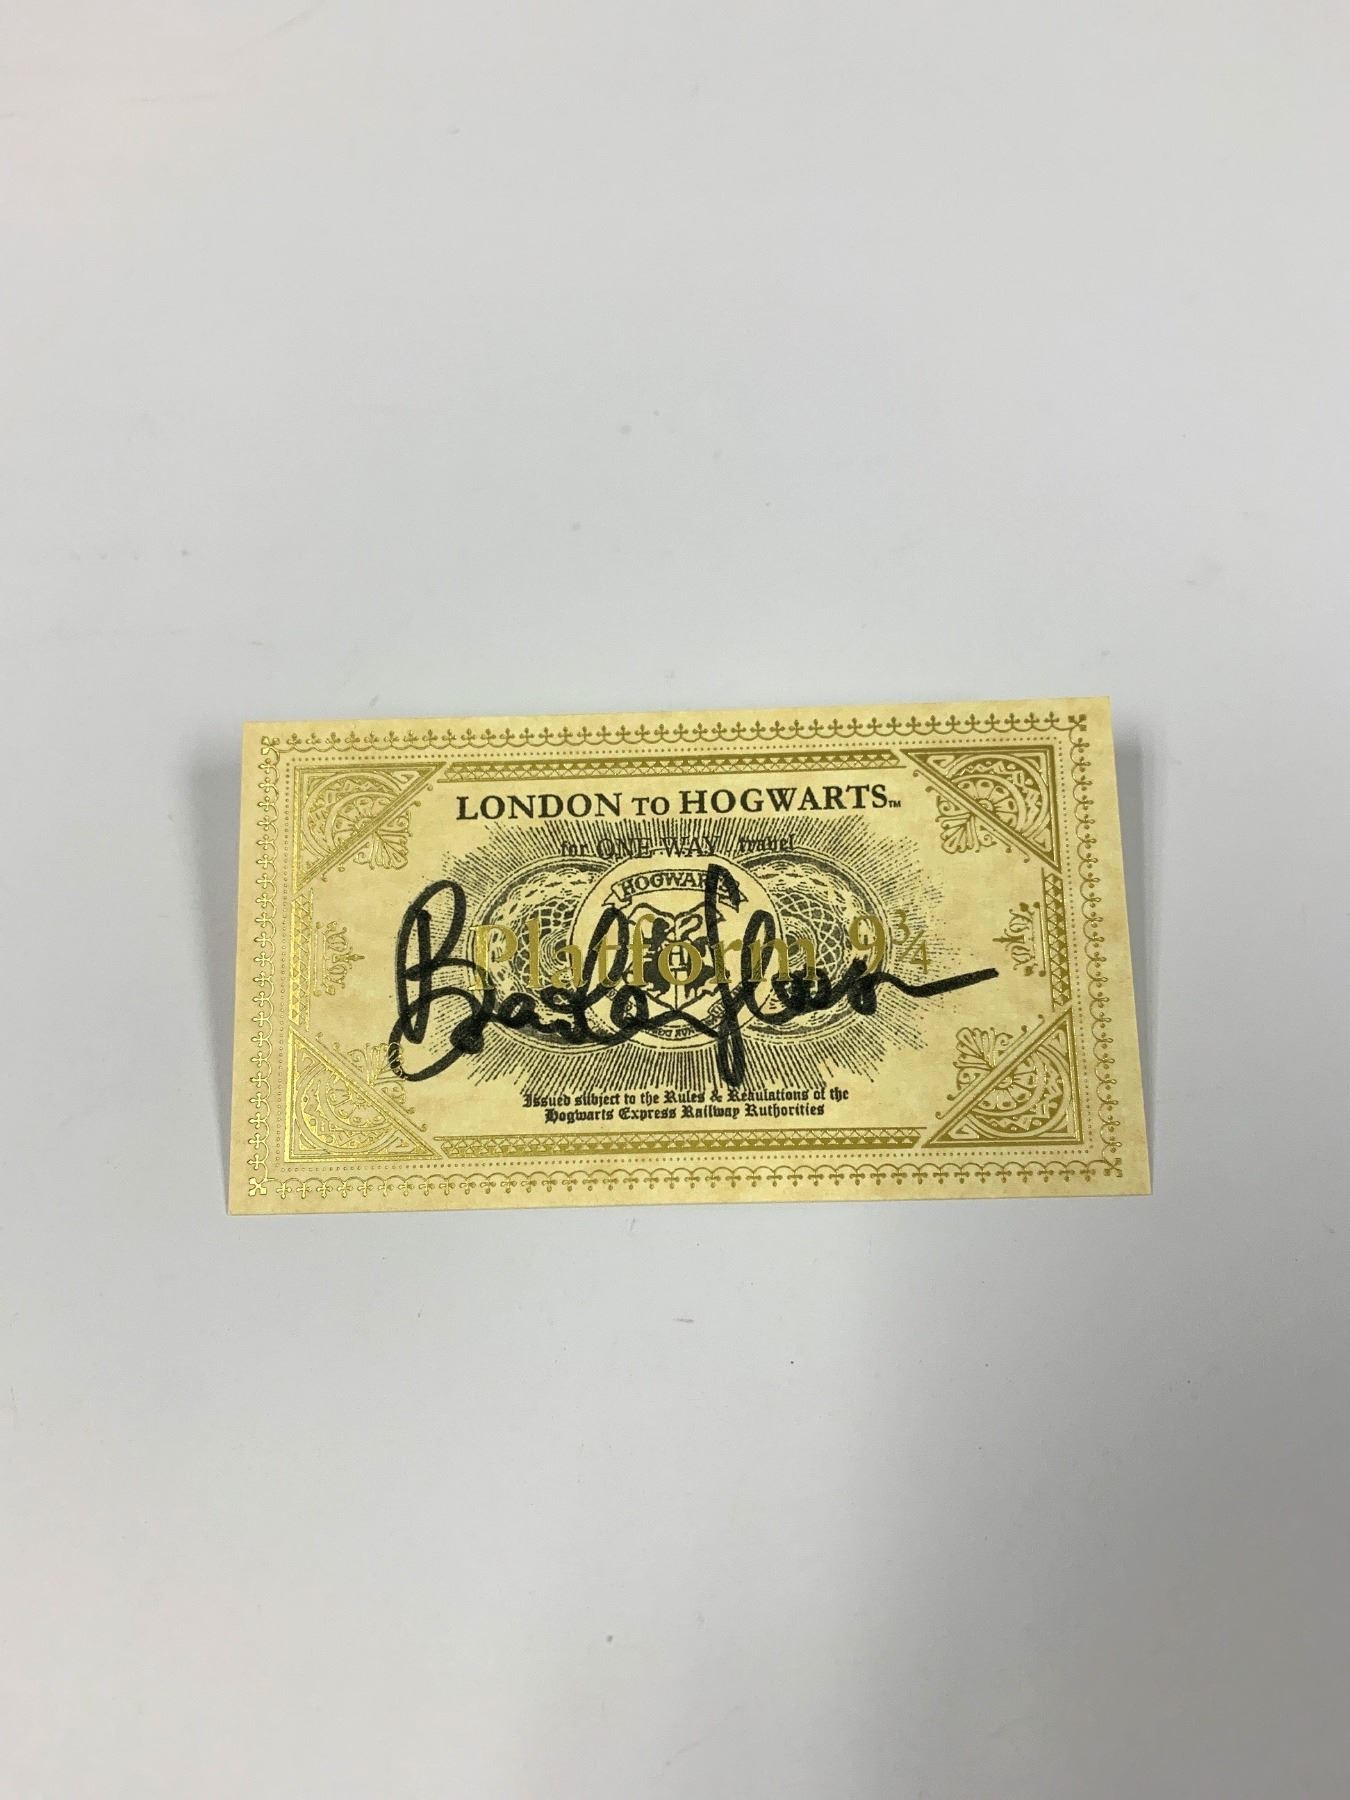 LONDON TO HOGWARTS™
for ONE WAY travel
HOGWARTS
Platform 9¾
Issued subject to the Rules & Regulations of the
Hogwarts Express Railway Authorities